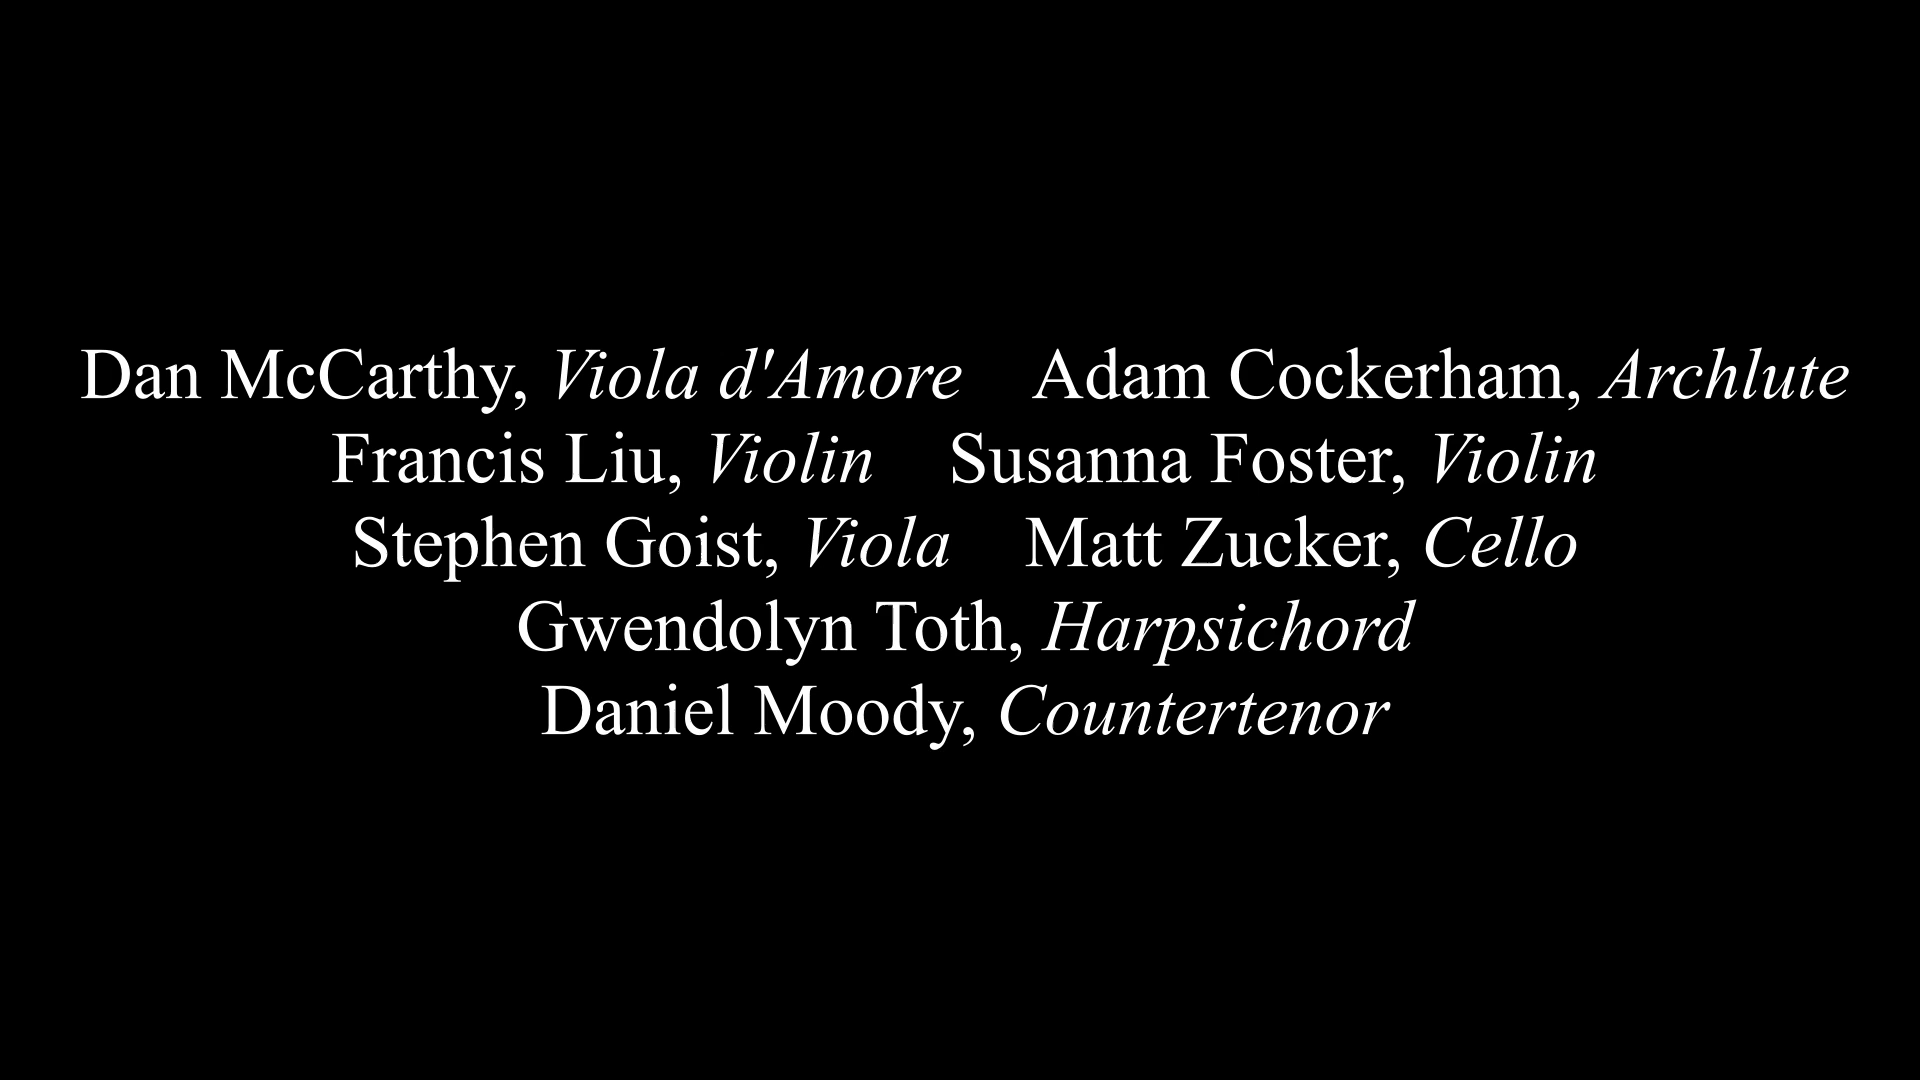 Dan McCarthy, Viola d'Amore    Adam Cockerham, Archlute
Francis Liu, Violin    Susanna Foster, Violin
Stephen Goist, Viola    Matt Zucker, Cello
Gwendolyn Toth, Harpsichord
Daniel Moody, Countertenor